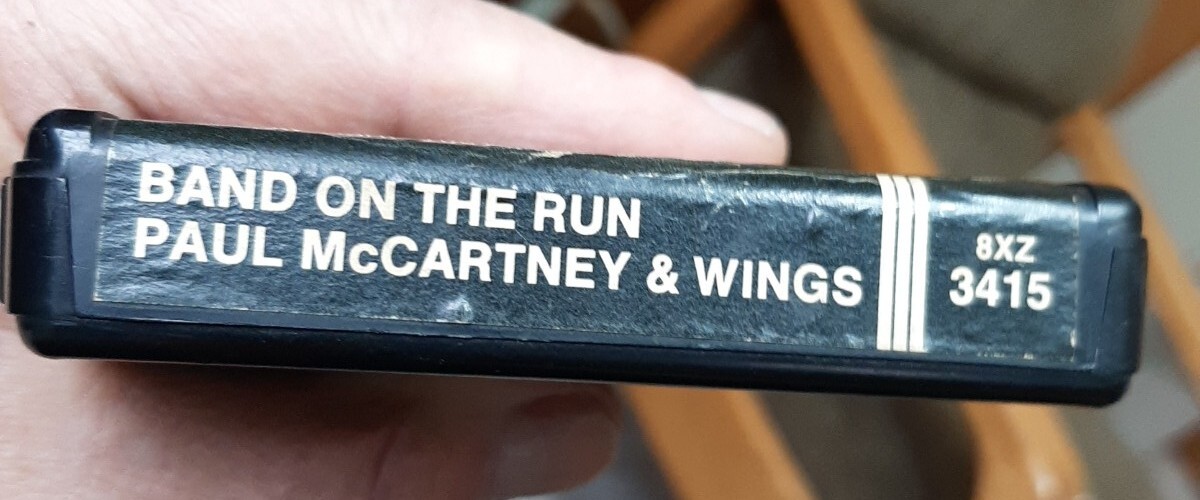 BAND ON THE RUN
PAUL McCARTNEY & WINGS
8XZ
3415